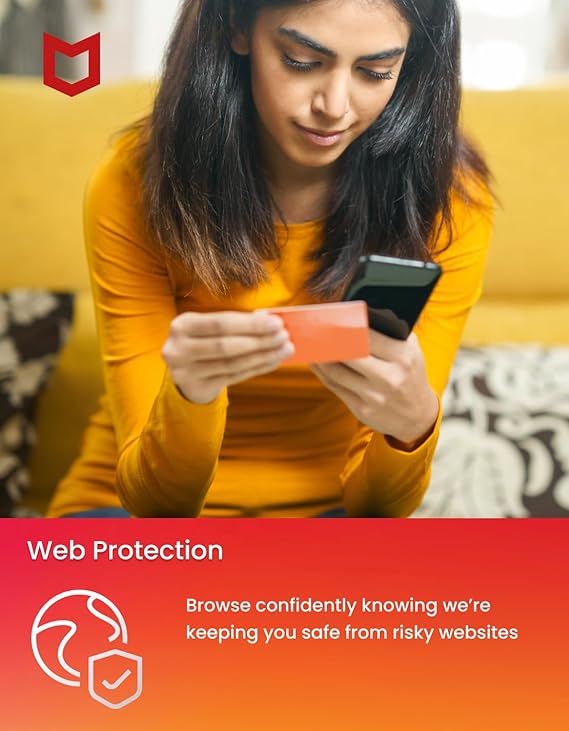 Web Protection
Browse confidently knowing we’re
keeping you safe from risky websites